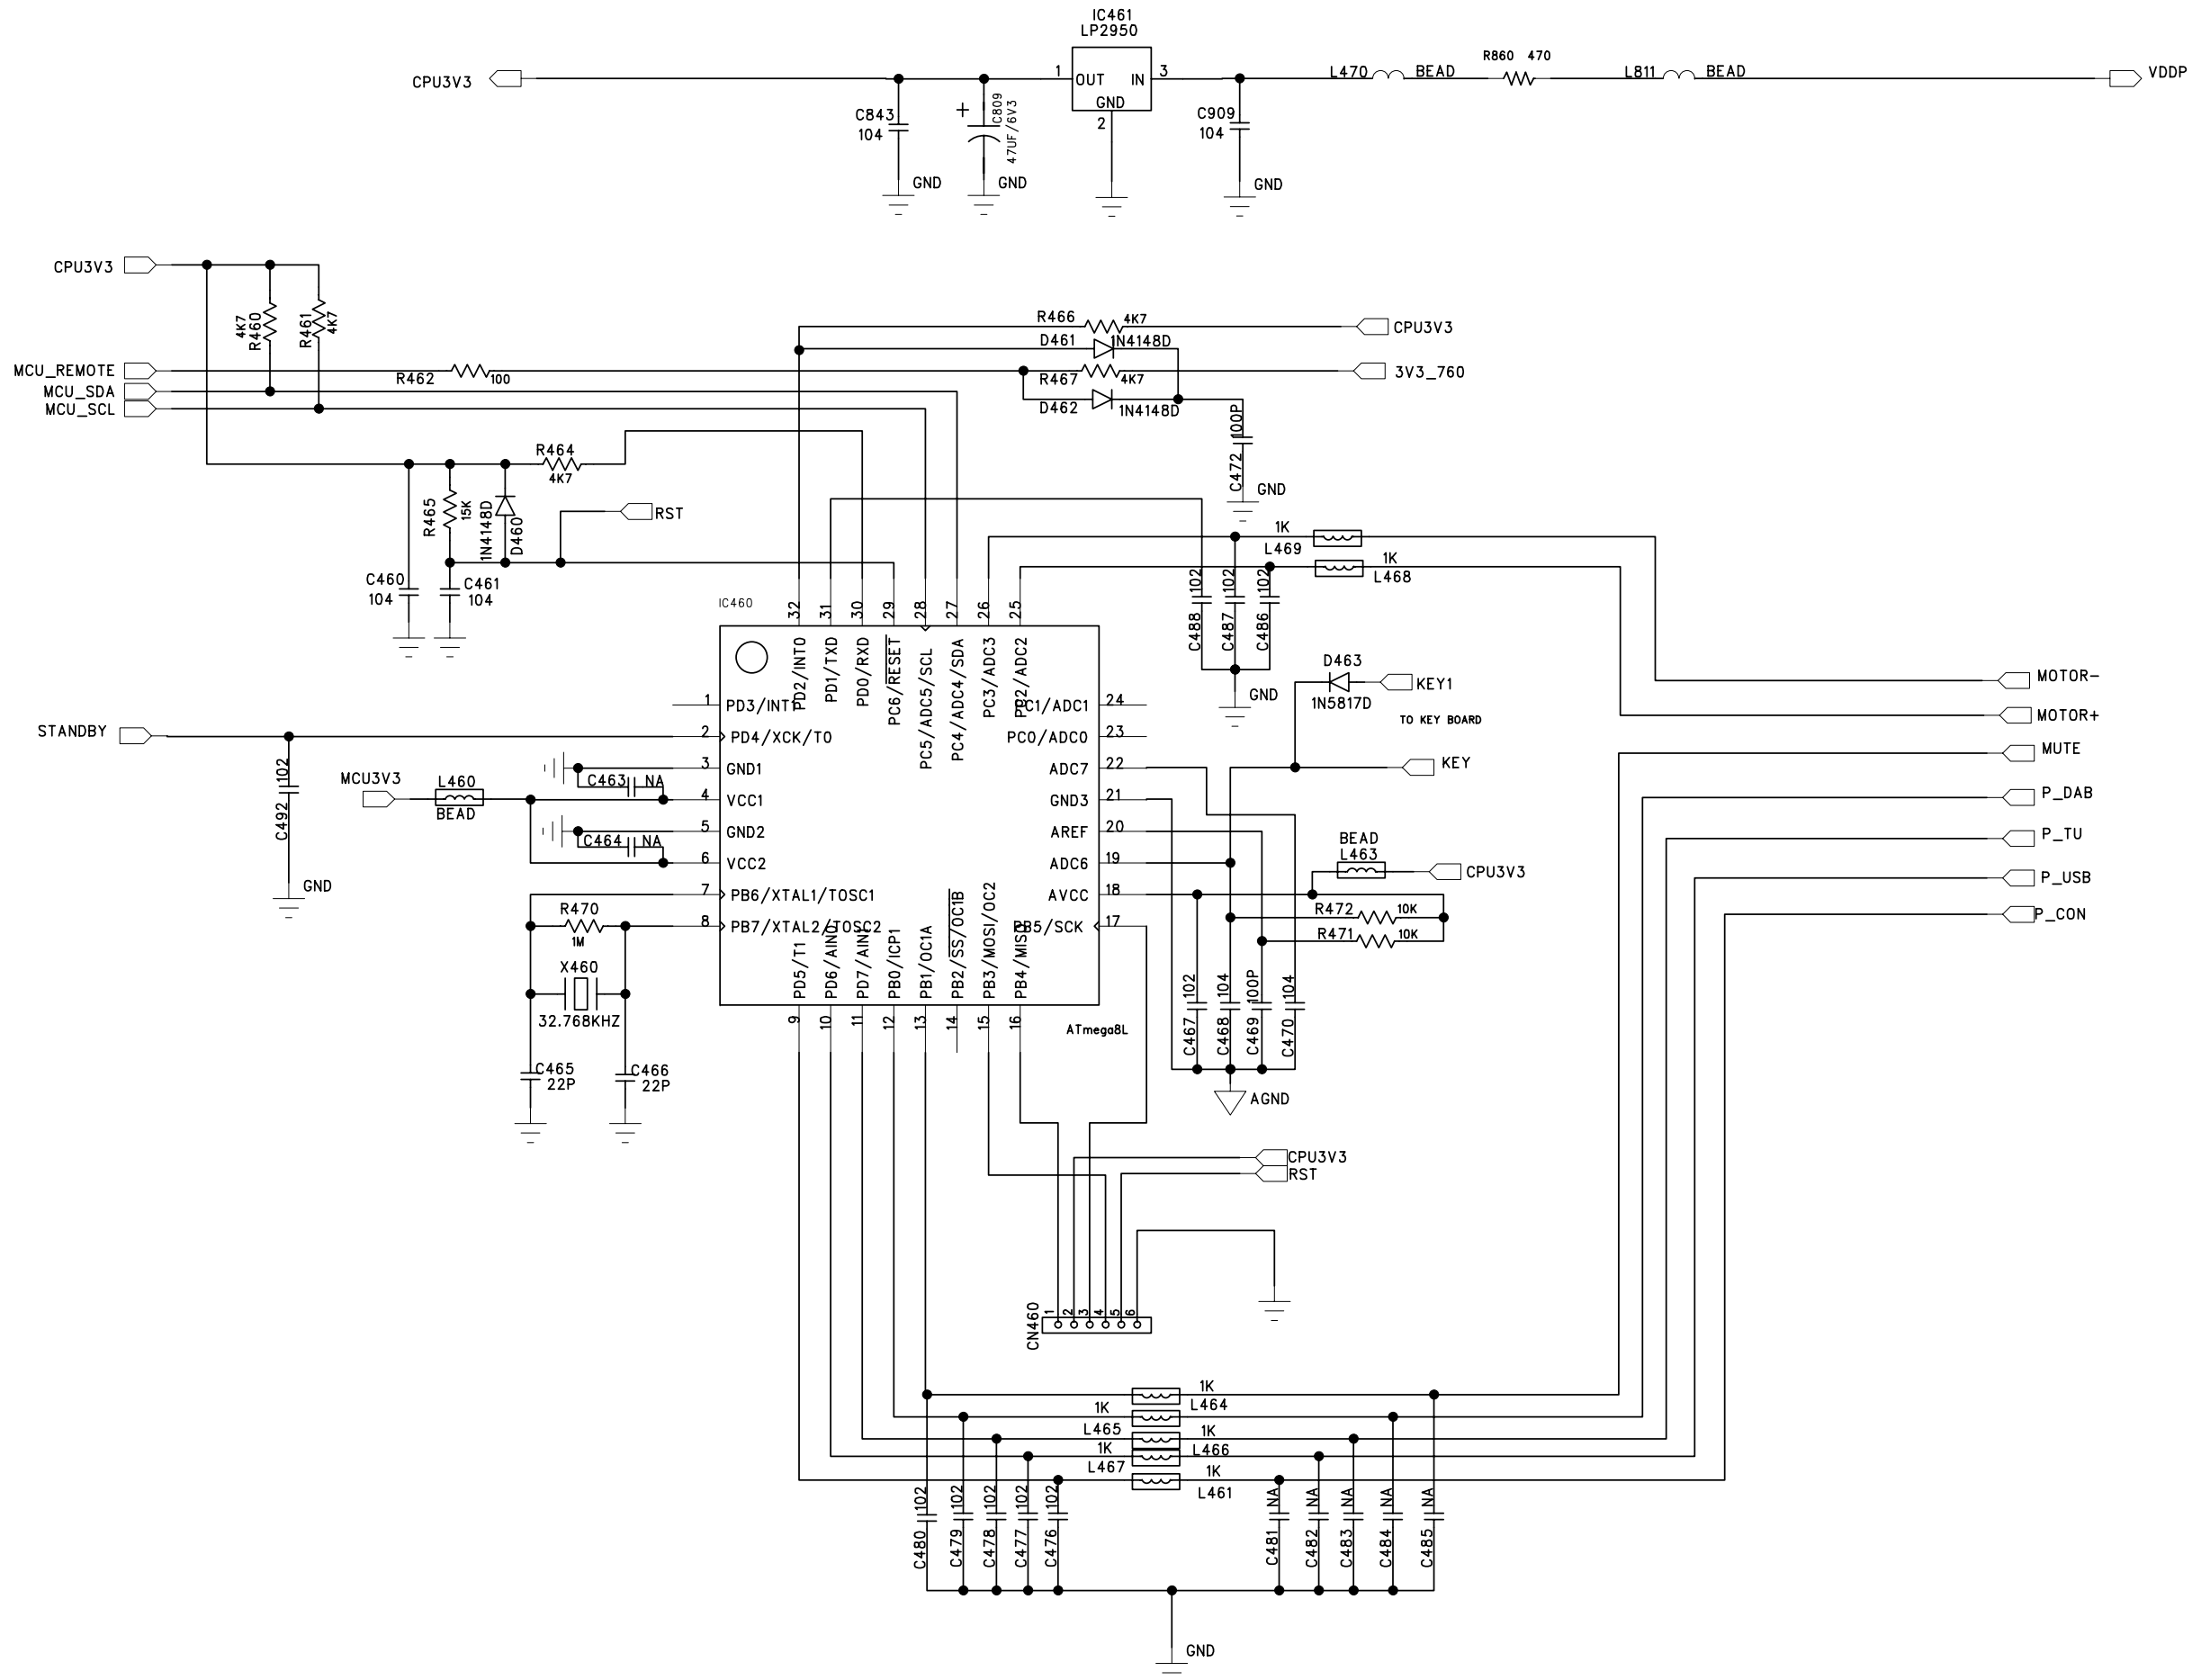 IC461
LP2950
CPU3V3
1
OUT
IN
3
GND
2
C843
104
GND
+
C809
47UF/6V3
GND
C909
104
GND
L470
BEAD
R860 470
L811
BEAD
VDDP
CPU3V3
4K7
R460
R461
4K7
MCU_REMOTE
MCU_SDA
MCU_SCL
R462
100
R466
4K7
CPU3V3
D461
1N4148D
R467
4K7
3V3_760
D462
1N4148D
100P
C472
GND
R464
4K7
R465
15K
1N4148D
D460
RST
C460
104
C461
104
1K
L469
1K
L468
102
C488
102
C487
102
C486
GND
IC460
32
31
30
29
28
27
26
25
PD2/INT0
PD1/TXD
PD0/RXD
PC6/RESET
PC5/ADC5/SCL
PC4/ADC4/SDA
PC3/ADC3
PC2/ADC2
1
PD3/INT1
2
PD4/XCK/T0
3
GND1
4
VCC1
5
GND2
6
VCC2
7
PB6/XTAL1/TOSC1
8
PB7/XTAL2/TOSC2
PC1/ADC1
24
PC0/ADC0
23
ADC7
22
GND3
21
AREF
20
ADC6
19
AVCC
18
PB5/SCK
17
PD5/T1
PD6/AIN0
PD7/AIN1
PB0/ICP1
PB1/OC1A
PB2/SS/OC1B
PB3/MOSI/OC2
PB4/MISO
9
10
11
12
13
14
15
16
ATmega8L
STANDBY
102
C492
GND
MCU3V3
L460
BEAD
C463
NA
C464
NA
R470
1M
X460
32.768KHZ
C465
22P
C466
22P
D463
1N5817D
KEY1
TO KEY BOARD
KEY
BEAD
L463
CPU3V3
R472
10K
R471
10K
102
C467
104
C468
100P
C469
104
C470
AGND
MOTOR-
MOTOR+
MUTE
P_DAB
P_TU
P_USB
P_CON
CPU3V3
RST
CN460
1
2
3
4
5
6
1K
L464
1K
L465
1K
L466
1K
L467
1K
L461
102
C480
102
C479
102
C478
102
C477
102
C476
NA
C481
NA
C482
NA
C483
NA
C484
NA
C485
GND